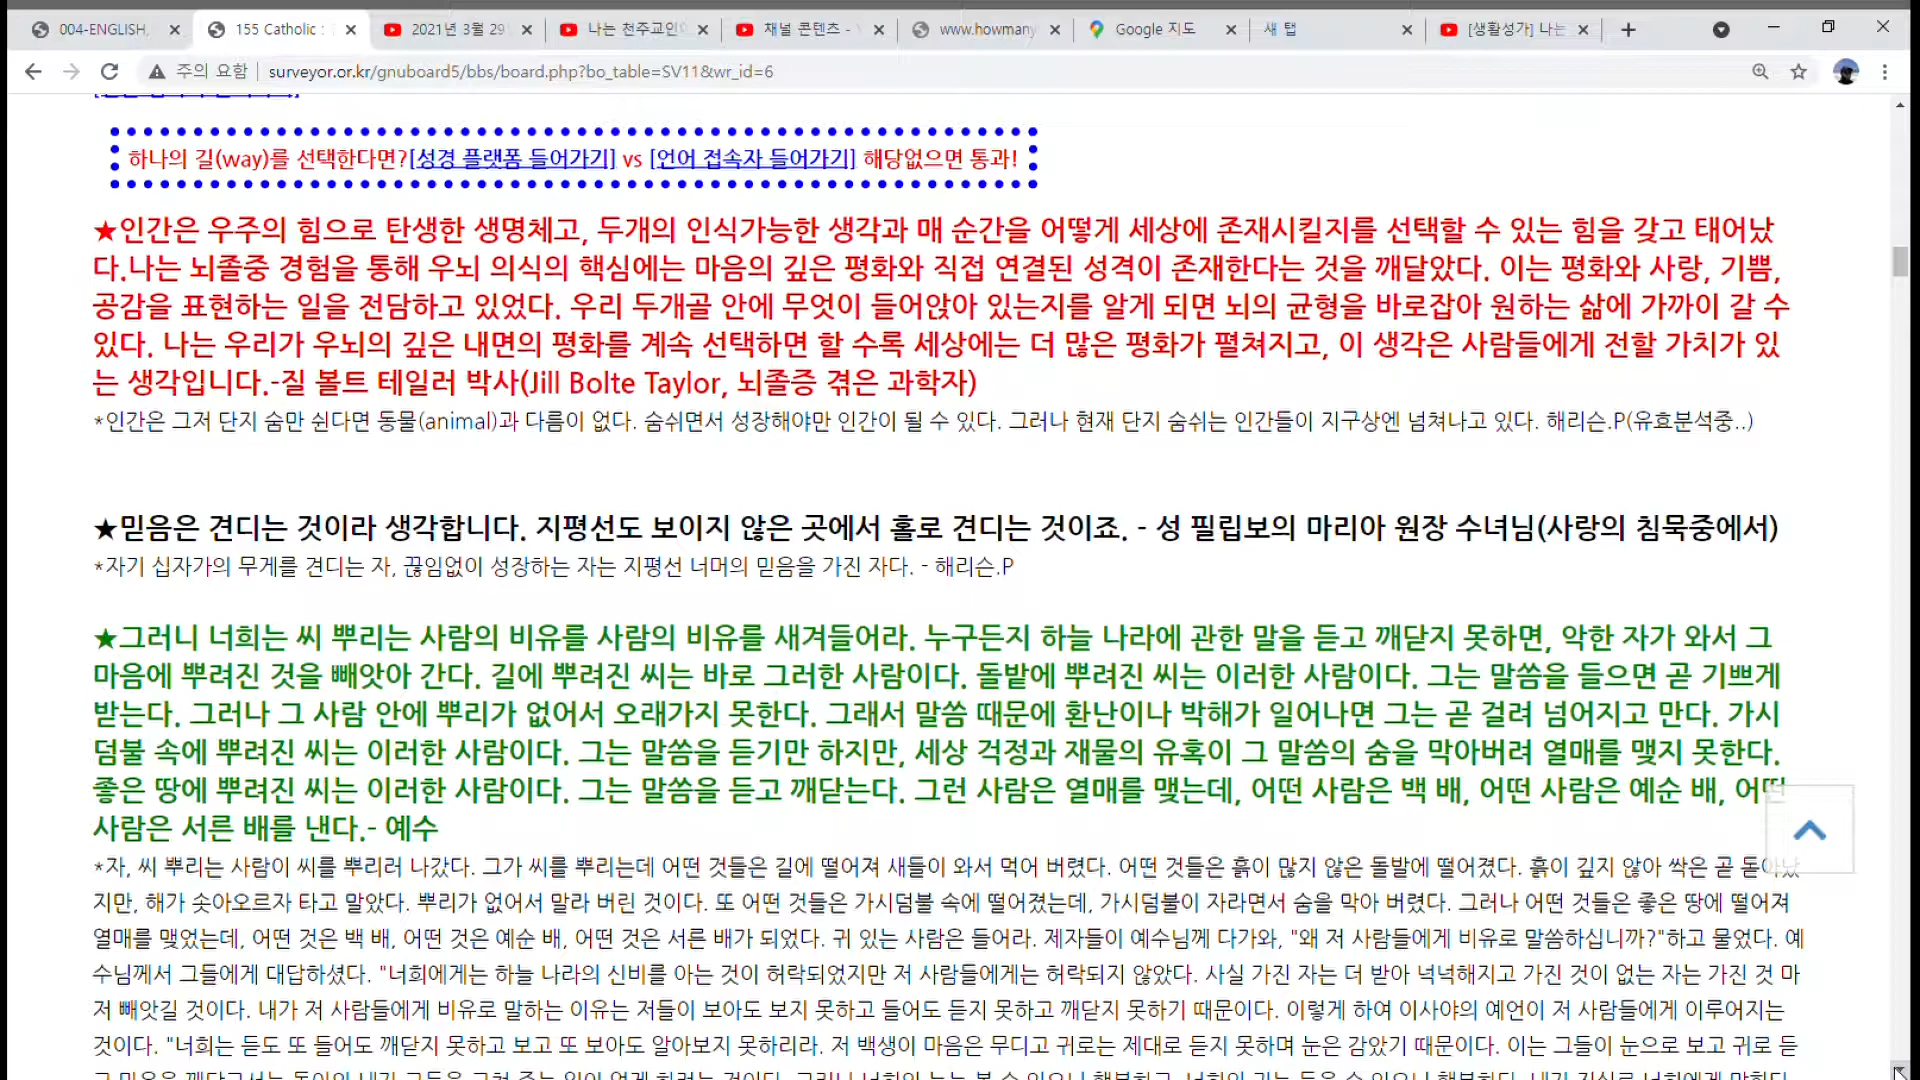 004-ENGLISH
155 Catholic :
2021년 3월 29
나는 천주교인
채널 콘텐츠 -
www.howmany
Google 지도
새 탭
[생활성가] 나는
주의 요함
surveyor.or.kr/gnuboard5/bbs/board.php?bo_table=SV11&wr_id=6
하나의 길(way)를 선택한다면?[성경 플랫폼 들어가기] vs [언어 접속자 들어가기] 해당없으면 통과!
★인간은 우주의 힘으로 탄생한 생명체고, 두개의 인식가능한 생각과 매 순간을 어떻게 세상에 존재시킬지를 선택할 수 있는 힘을 갖고 태어났
다.나는 뇌졸중 경험을 통해 우뇌 의식의 핵심에는 마음의 깊은 평화와 직접 연결된 성격이 존재한다는 것을 깨달았다. 이는 평화와 사랑, 기쁨,
공감을 표현하는 일을 전담하고 있었다. 우리 두개골 안에 무엇이 들어앉아 있는지를 알게 되면 뇌의 균형을 바로잡아 원하는 삶에 가까이 갈 수
있다. 나는 우리가 우뇌의 깊은 내면의 평화를 계속 선택하면 할 수록 세상에는 더 많은 평화가 펼쳐지고, 이 생각은 사람들에게 전할 가치가 있
는 생각입니다.-질 볼트 테일러 박사(Jill Bolte Taylor, 뇌졸증 겪은 과학자)
*인간은 그저 단지 숨만 쉰다면 동물(animal)과 다름이 없다. 숨쉬면서 성장해야만 인간이 될 수 있다. 그러나 현재 단지 숨쉬는 인간들이 지구상엔 넘쳐나고 있다. 해리슨.P(유효분석중..)
★믿음은 견디는 것이라 생각합니다. 지평선도 보이지 않은 곳에서 홀로 견디는 것이죠. - 성 필립보의 마리아 원장 수녀님(사랑의 침묵중에서)
*자기 십자가의 무게를 견디는 자, 끊임없이 성장하는 자는 지평선 너머의 믿음을 가진 자다. - 해리슨.P
★그러니 너희는 씨 뿌리는 사람의 비유를 사람의 비유를 새겨들어라. 누구든지 하늘 나라에 관한 말을 듣고 깨닫지 못하면, 악한 자가 와서 그
마음에 뿌려진 것을 빼앗아 간다. 길에 뿌려진 씨는 바로 그러한 사람이다. 돌밭에 뿌려진 씨는 이러한 사람이다. 그는 말씀을 들으면 곧 기쁘게
받는다. 그러나 그 사람 안에 뿌리가 없어서 오래가지 못한다. 그래서 말씀 때문에 환난이나 박해가 일어나면 그는 곧 걸려 넘어지고 만다. 가시
덤불 속에 뿌려진 씨는 이러한 사람이다. 그는 말씀을 듣기만 하지만, 세상 걱정과 재물의 유혹이 그 말씀의 숨을 막아버려 열매를 맺지 못한다.
좋은 땅에 뿌려진 씨는 이러한 사람이다. 그는 말씀을 듣고 깨닫는다. 그런 사람은 열매를 맺는데, 어떤 사람은 백 배, 어떤 사람은 예순 배, 어떤
사람은 서른 배를 낸다.- 예수
*자, 씨 뿌리는 사람이 씨를 뿌리러 나갔다. 그가 씨를 뿌리는데 어떤 것들은 길에 떨어져 새들이 와서 먹어 버렸다. 어떤 것들은 흙이 많지 않은 돌발에 떨어졌다. 흙이 깊지 않아 싹은 곧 돋아났
지만, 해가 솟아오르자 타고 말았다. 뿌리가 없어서 말라 버린 것이다. 또 어떤 것들은 가시덤불 속에 떨어졌는데, 가시덤불이 자라면서 숨을 막아 버렸다. 그러나 어떤 것들은 좋은 땅에 떨어져
열매를 맺었는데, 어떤 것은 백 배, 어떤 것은 예순 배, 어떤 것은 서른 배가 되었다. 귀 있는 사람은 들어라. 제자들이 예수님께 다가와, "왜 저 사람들에게 비유로 말씀하십니까?"하고 물었다. 예
수님께서 그들에게 대답하셨다. "너희에게는 하늘 나라의 신비를 아는 것이 허락되었지만 저 사람들에게는 허락되지 않았다. 사실 가진 자는 더 받아 넉넉해지고 가진 것이 없는 자는 가진 것 마
저 빼앗길 것이다. 내가 저 사람들에게 비유로 말하는 이유는 저들이 보아도 보지 못하고 들어도 듣지 못하고 깨닫지 못하기 때문이다. 이렇게 하여 이사야의 예언이 저 사람들에게 이루어지는
것이다. "너희는 듣도 또 들어도 깨닫지 못하고 보고 또 보아도 알아보지 못하리라. 저 백생이 마음은 무디고 귀로는 제대로 듣지 못하며 눈은 감았기 때문이다. 이는 그들이 눈으로 보고 귀로 듣